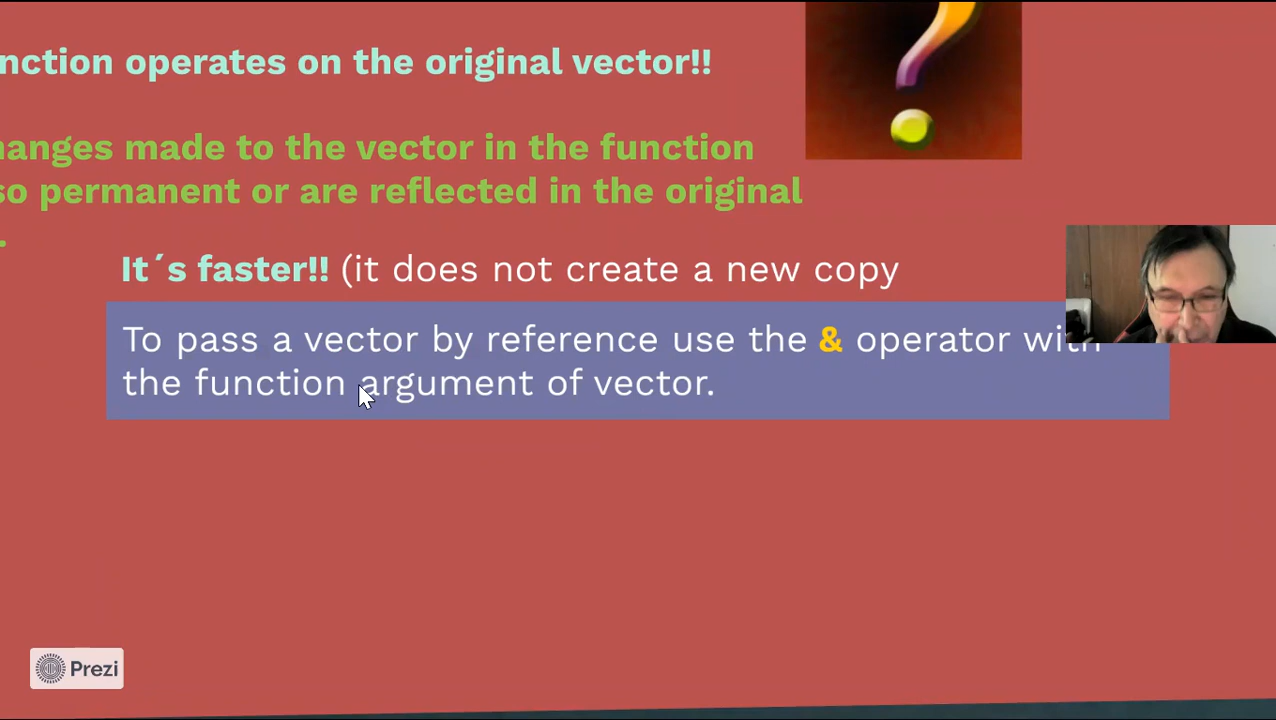 nction operates on the original vector!!
hanges made to the vector in the function
so permanent or are reflected in the original
.
It´s faster!! (it does not create a new copy
To pass a vector by reference use the & operator with
the function argument of vector.
Prezi